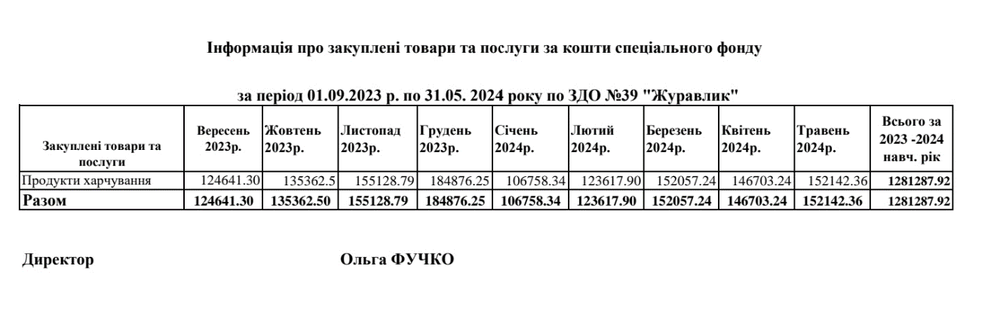 Інформація про закуплені товари та послуги за кошти спеціального фонду
за період 01.09.2023 р. по 31.05. 2024 року по ЗДО №39 "Журавлик"
Закуплені товари та послуги Вересень 2023р. Жовтень 2023р. Листопад 2023р. Грудень 2023р. Січень 2024р. Лютий 2024р. Березень 2024р. Квітень 2024р. Травень 2024р. Всього за 2023 -2024 навч. рік
Продукти харчування 124641.30 135362.5 155128.79 184876.25 106758.34 123617.90 152057.24 146703.24 152142.36 1281287.92
Разом 124641.30 135362.50 155128.79 184876.25 106758.34 123617.90 152057.24 146703.24 152142.36 1281287.92
Директор Ольга ФУЧКО